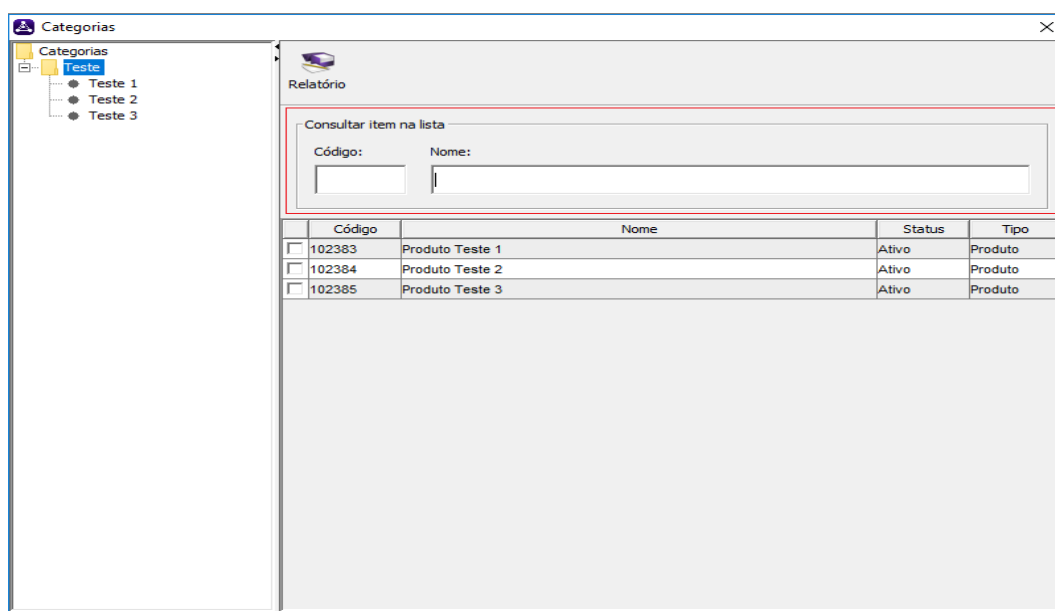 Categorias
Categorias
Teste
Teste 1
Teste 2
Teste 3
Relatório
Consultar item na lista
Código: Nome:
Código Nome Status Tipo
102383 Produto Teste 1 Ativo Produto
102384 Produto Teste 2 Ativo Produto
102385 Produto Teste 3 Ativo Produto